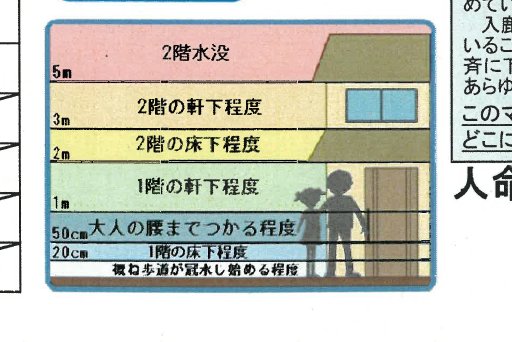 2階水没
5m
2階の軒下程度
3m
2階の床下程度
2m
1階の軒下程度
1m
大人の腰までつかる程度
50cm
1階の床下程度
20cm
概ね歩道が冠水し始める程度
めてい
入鹿
いるこ
斉に下
あらゆ
このマ
どこに
人命